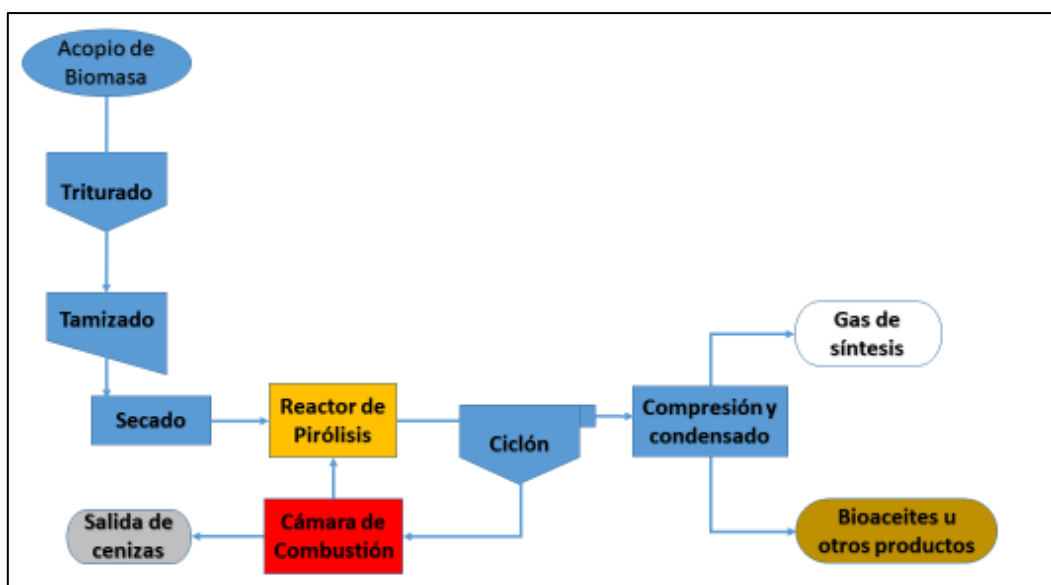 Acopio de
Biomasa
Triturado
Tamizado
Secado
Reactor de
Pirólisis
Ciclón
Compresión y
condensado
Gas de
síntesis
Salida de
cenizas
Cámara de
Combustión
Bioaceites u
otros productos